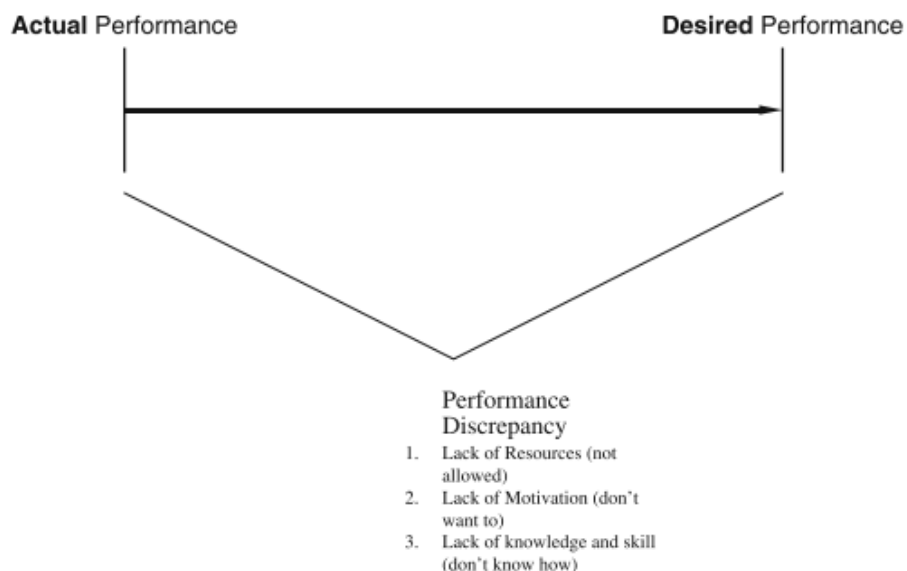 Actual Performance
Desired Performance
Performance
Discrepancy
1. Lack of Resources (not
allowed)
2. Lack of Motivation (don't
want to)
3. Lack of knowledge and skill
(don't know how)